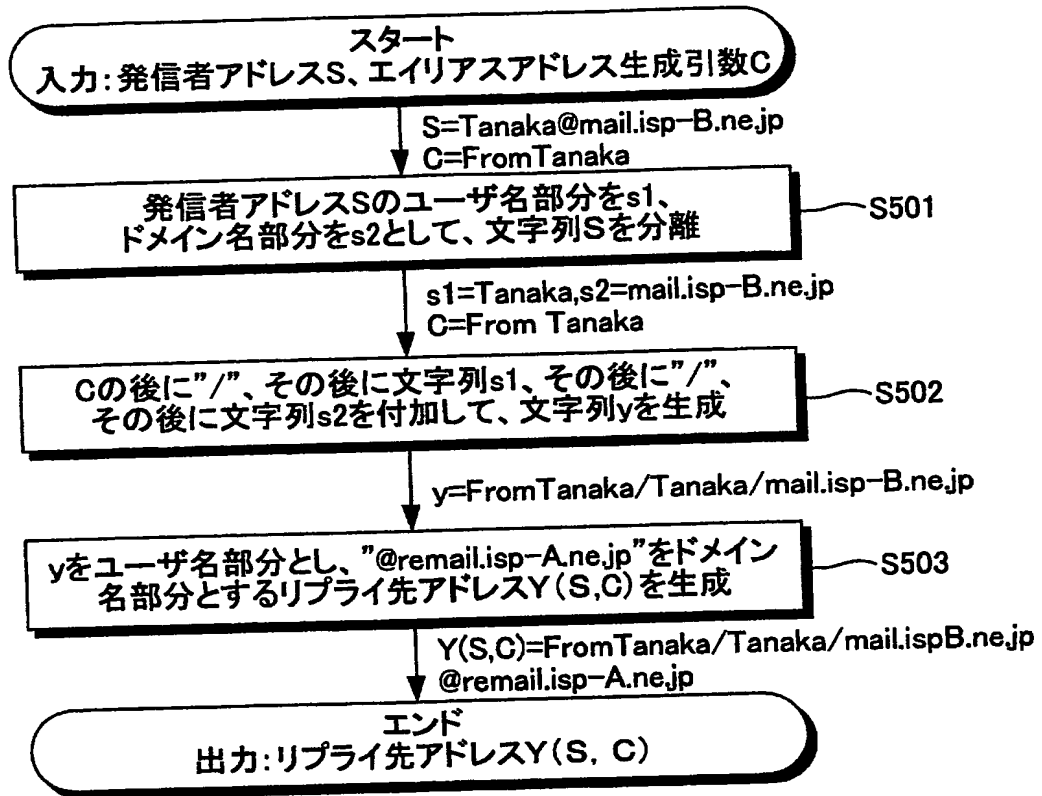 スタート
入力:発信者アドレスS、エイリアスアドレス生成引数C
S=Tanaka@mail.isp-B.ne.jp
C=FromTanaka
発信者アドレスSのユーザ名部分をs1、
ドメイン名部分をs2として、文字列Sを分離
S501
s1=Tanaka,s2=mail.isp-B.ne.jp
C=From Tanaka
Cの後に"/"、その後に文字列s1、その後に"/"、
その後に文字列s2を付加して、文字列yを生成
S502
y=FromTanaka/Tanaka/mail.isp-B.ne.jp
yをユーザ名部分とし、"@remail.isp-A.ne.jp"をドメイン
名部分とするリプライ先アドレスY(S,C)を生成
S503
Y(S,C)=FromTanaka/Tanaka/mail.ispB.ne.jp
@remail.isp-A.ne.jp
エンド
出力:リプライ先アドレスY(S, C)